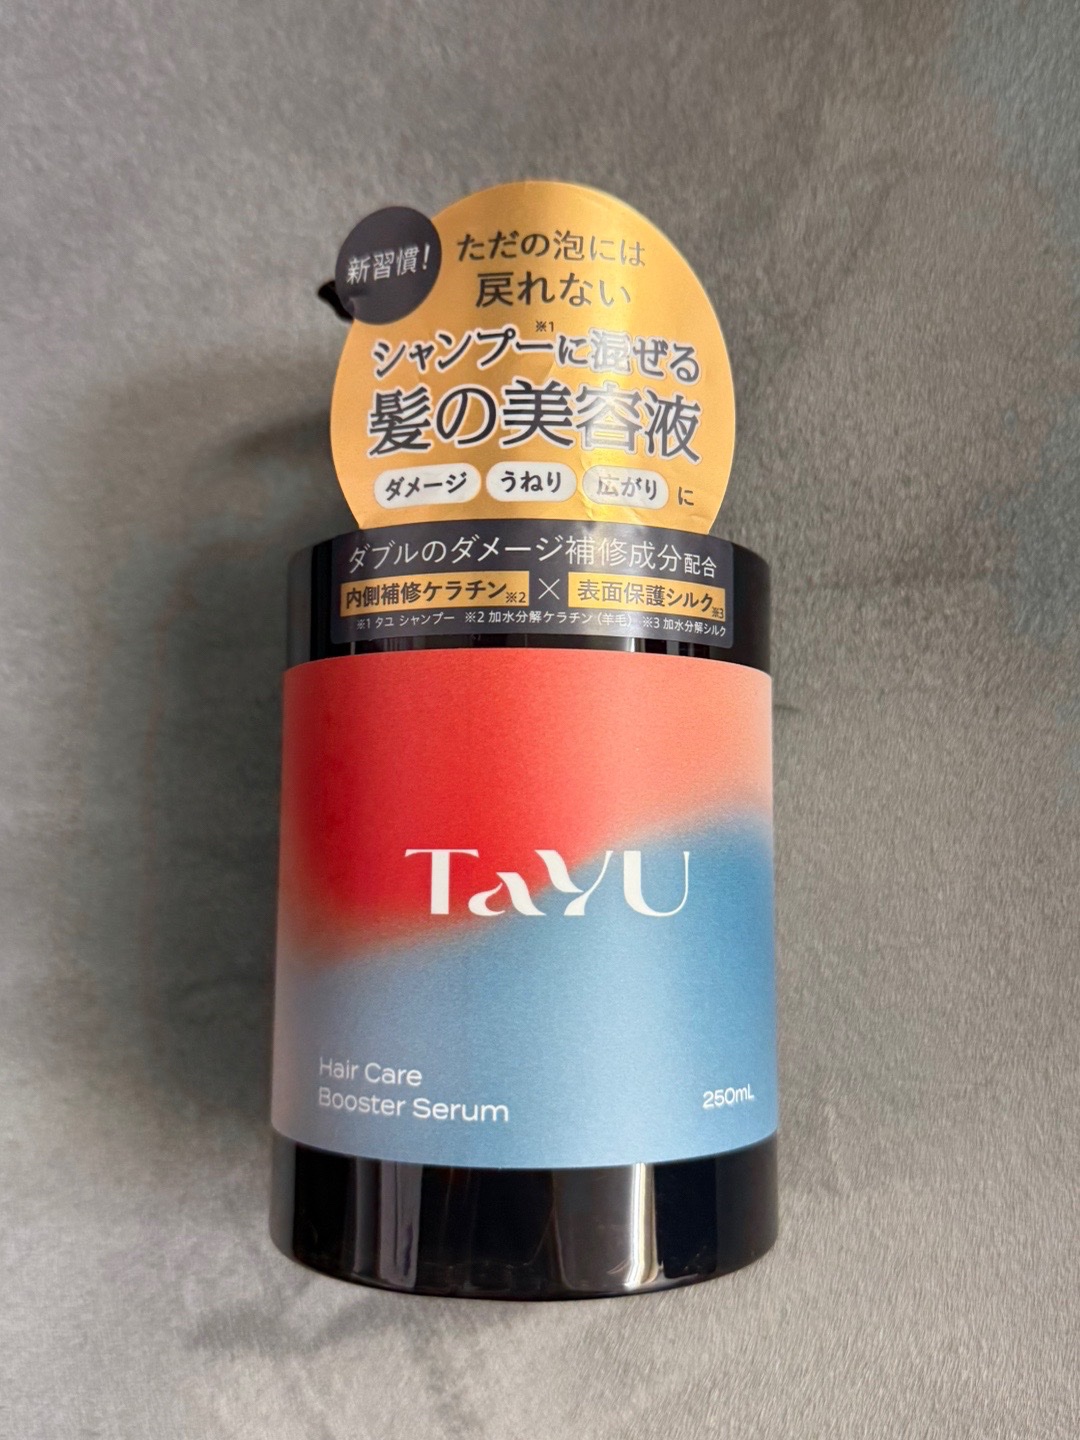 新習慣!
ただの泡には
戻れない
シャンプー※1に混ぜる
髪の美容液
ダメージ うねり 広がり に
ダブルのダメージ補修成分配合
内側補修ケラチン※2 × 表面保護シルク※3
※1 タユ シャンプー ※2 加水分解ケラチン(羊毛) ※3 加水分解シルク
TaYU
Hair Care
Booster Serum
250mL